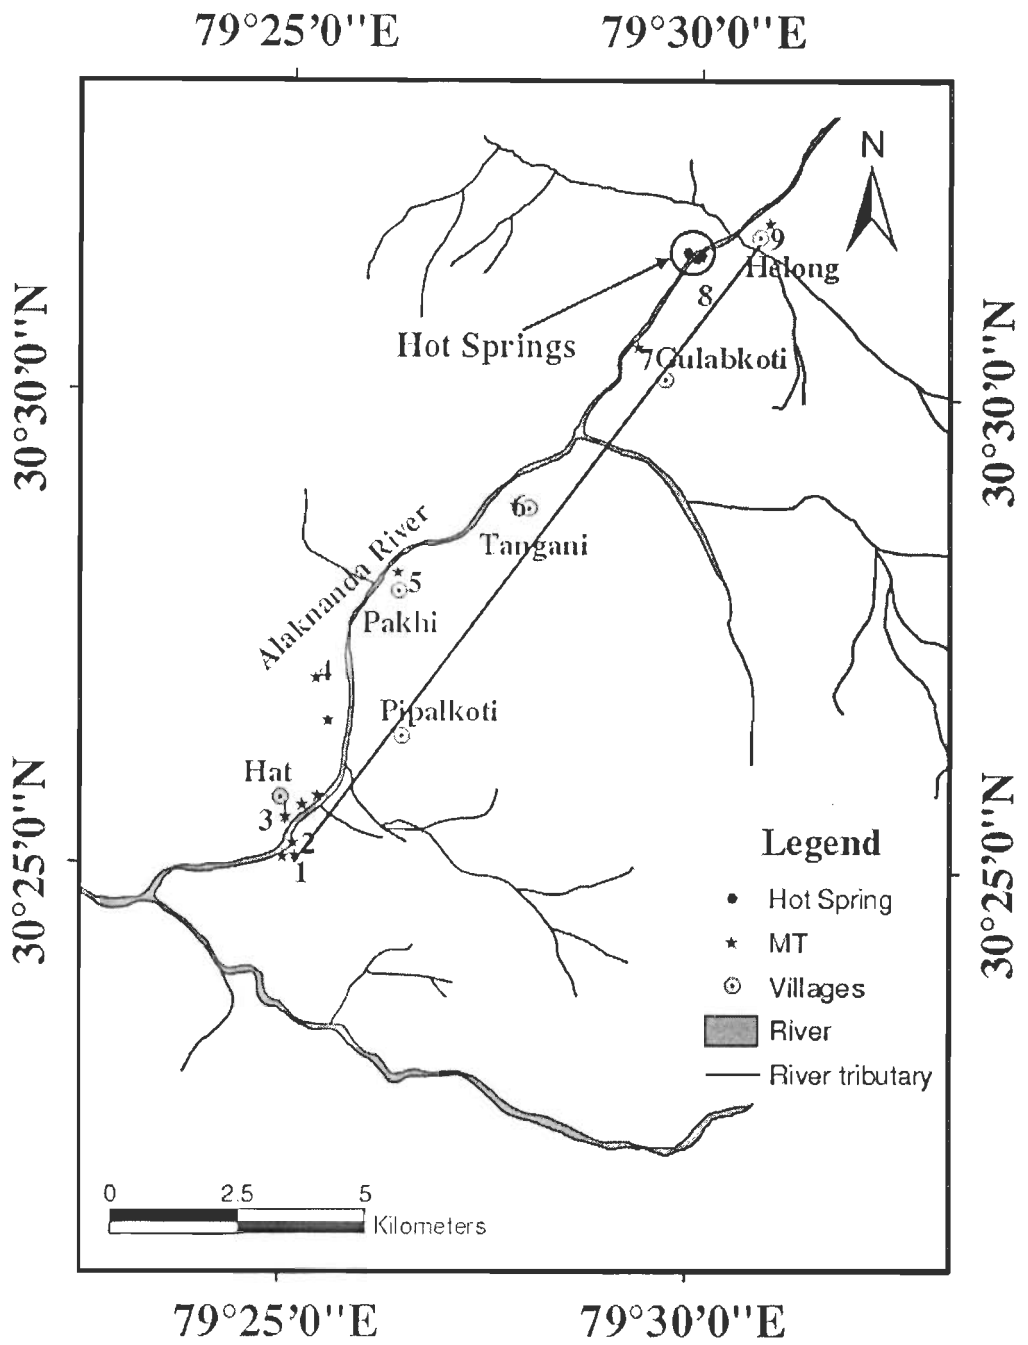 79°25'0"E 79°30'0"E
N
9
Helong
8
Hot Springs
7 Gulabkoti
30°30'0"N
30°30'0"N
6
Tangani
Alaknanda River
5
Pakhi
4
Pipalkoti
Hat
3
2
1
30°25'0"N
30°25'0"N
Legend
Hot Spring
MT
Villages
River
River tributary
0 2.5 5
Kilometers
79°25'0"E 79°30'0"E